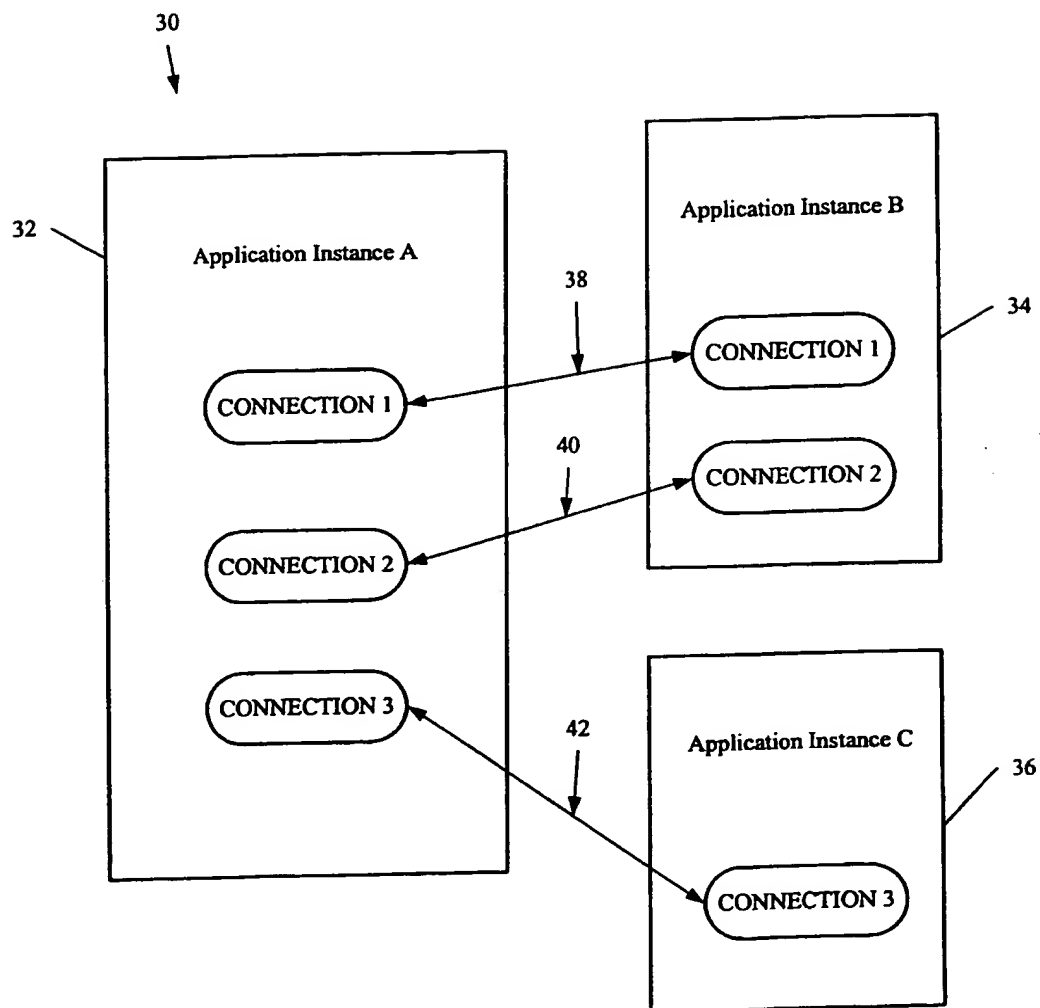 30
32
Application Instance A
CONNECTION 1
CONNECTION 2
CONNECTION 3
38
40
42
Application Instance B
CONNECTION 1
CONNECTION 2
34
Application Instance C
CONNECTION 3
36